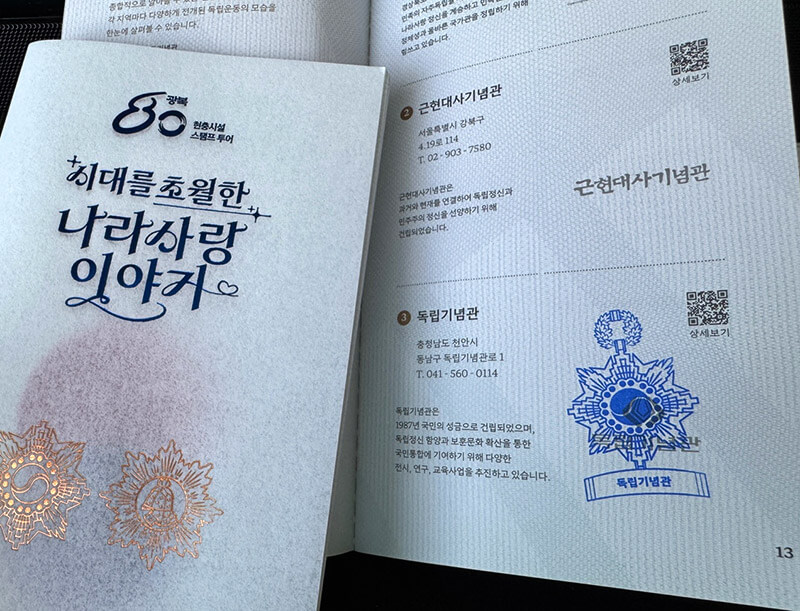 각 지역마다 다양하게 전개된 독립운동의 모습을
한눈에 살펴볼 수 있습니다.
민족의 자주독립을
나라사랑 정신을 계승하고
정체성과 올바른 국가관을 정립하기 위해
힘쓰고 있습니다.
상세보기
광복
80
현충시설
스탬프 투어
시대를 초월한
나라사랑
이야기
2 근현대사기념관
서울특별시 강북구
4.19로 114
T. 02 - 903 - 7580
근현대사기념관은
과거와 현재를 연결하여 독립정신과
민주주의 정신을 선양하기 위해
건립되었습니다.
근현대사기념관
3 독립기념관
충청남도 천안시
동남구 독립기념관로 1
T. 041 - 560 - 0114
상세보기
독립기념관은
1987년 국민의 성금으로 건립되었으며,
독립정신 함양과 보훈문화 확산을 통한
국민통합에 기여하기 위해 다양한
전시, 연구, 교육사업을 추진하고 있습니다.
독립기념관
독립기념관
13